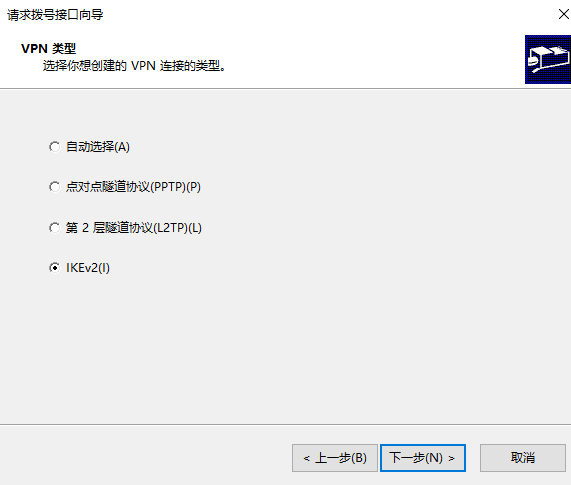 请求拨号接口向导
VPN 类型
选择你想创建的 VPN 连接的类型。
自动选择(A)
点对点隧道协议(PPTP)(P)
第 2 层隧道协议(L2TP)(L)
IKEv2(I)
< 上一步(B) 下一步(N) > 取消